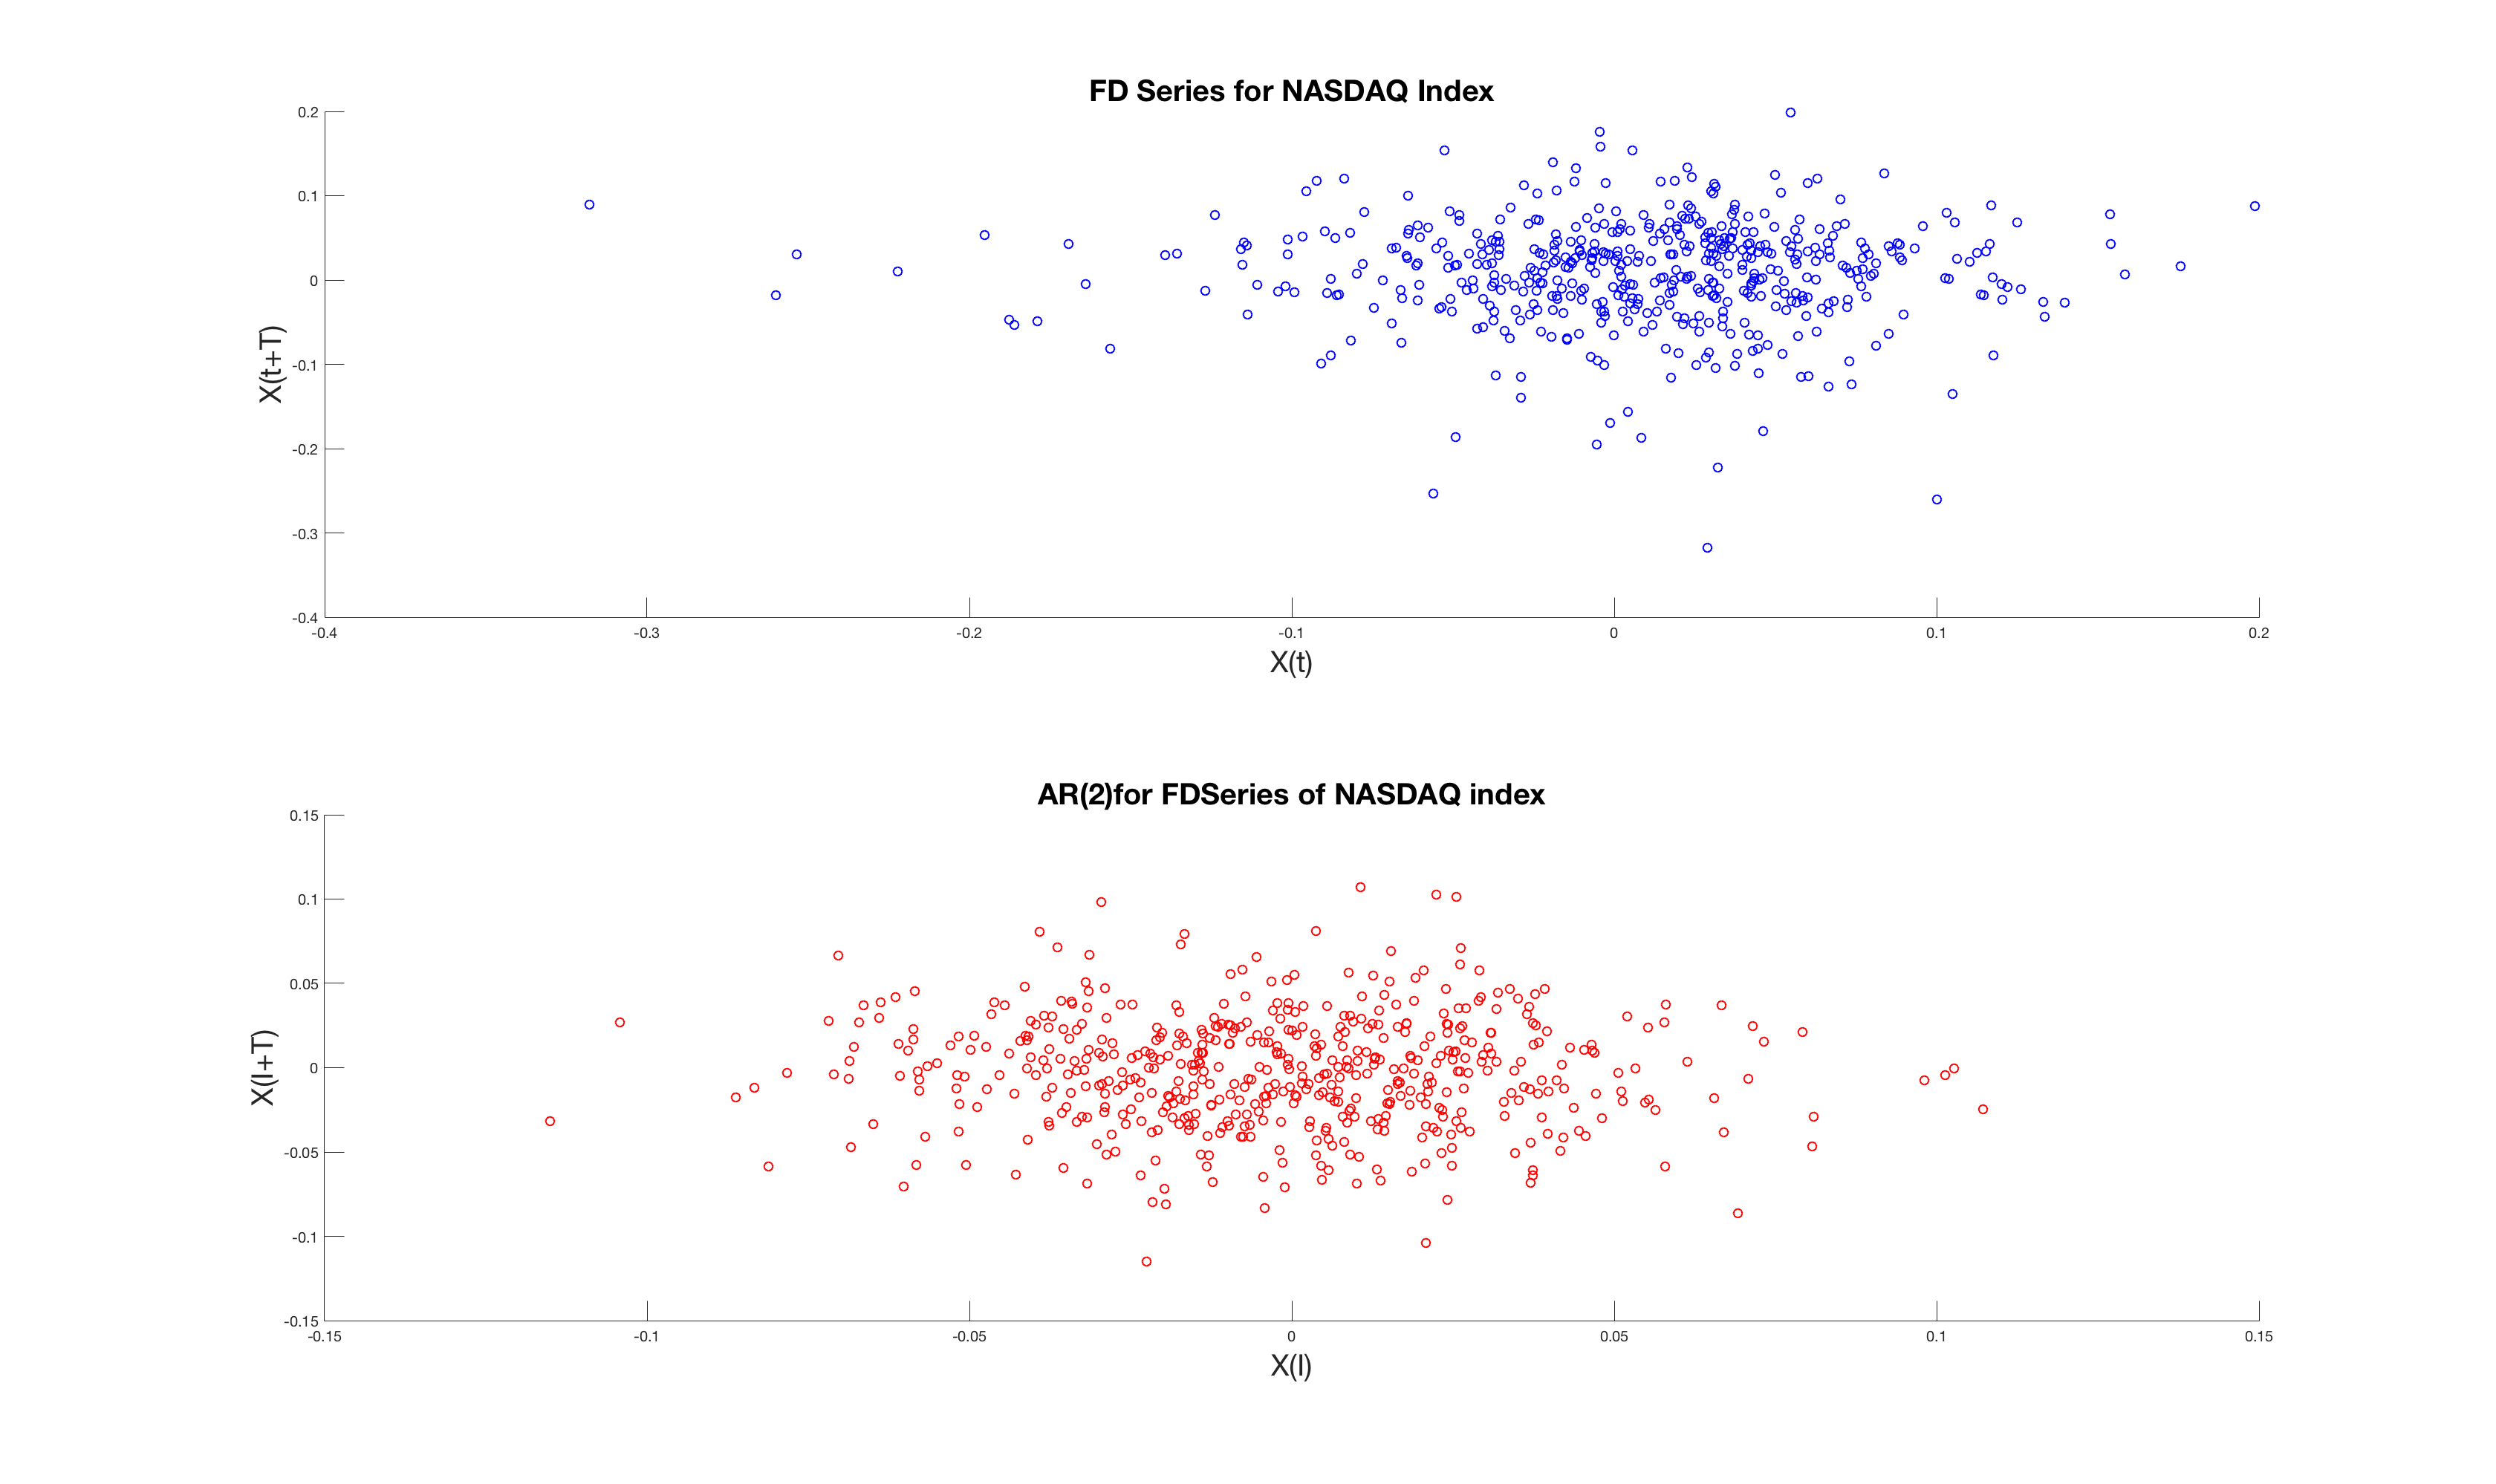 FD Series for NASDAQ Index
0.2
0.1
0
-0.1
-0.2
-0.3
-0.4
X(t+T)
-0.4 -0.3 -0.2 -0.1 0 0.1 0.2
X(t)
AR(2)for FDSeries of NASDAQ index
0.15
0.1
0.05
0
-0.05
-0.1
-0.15
X(I+T)
-0.15 -0.1 -0.05 0 0.05 0.1 0.15
X(I)